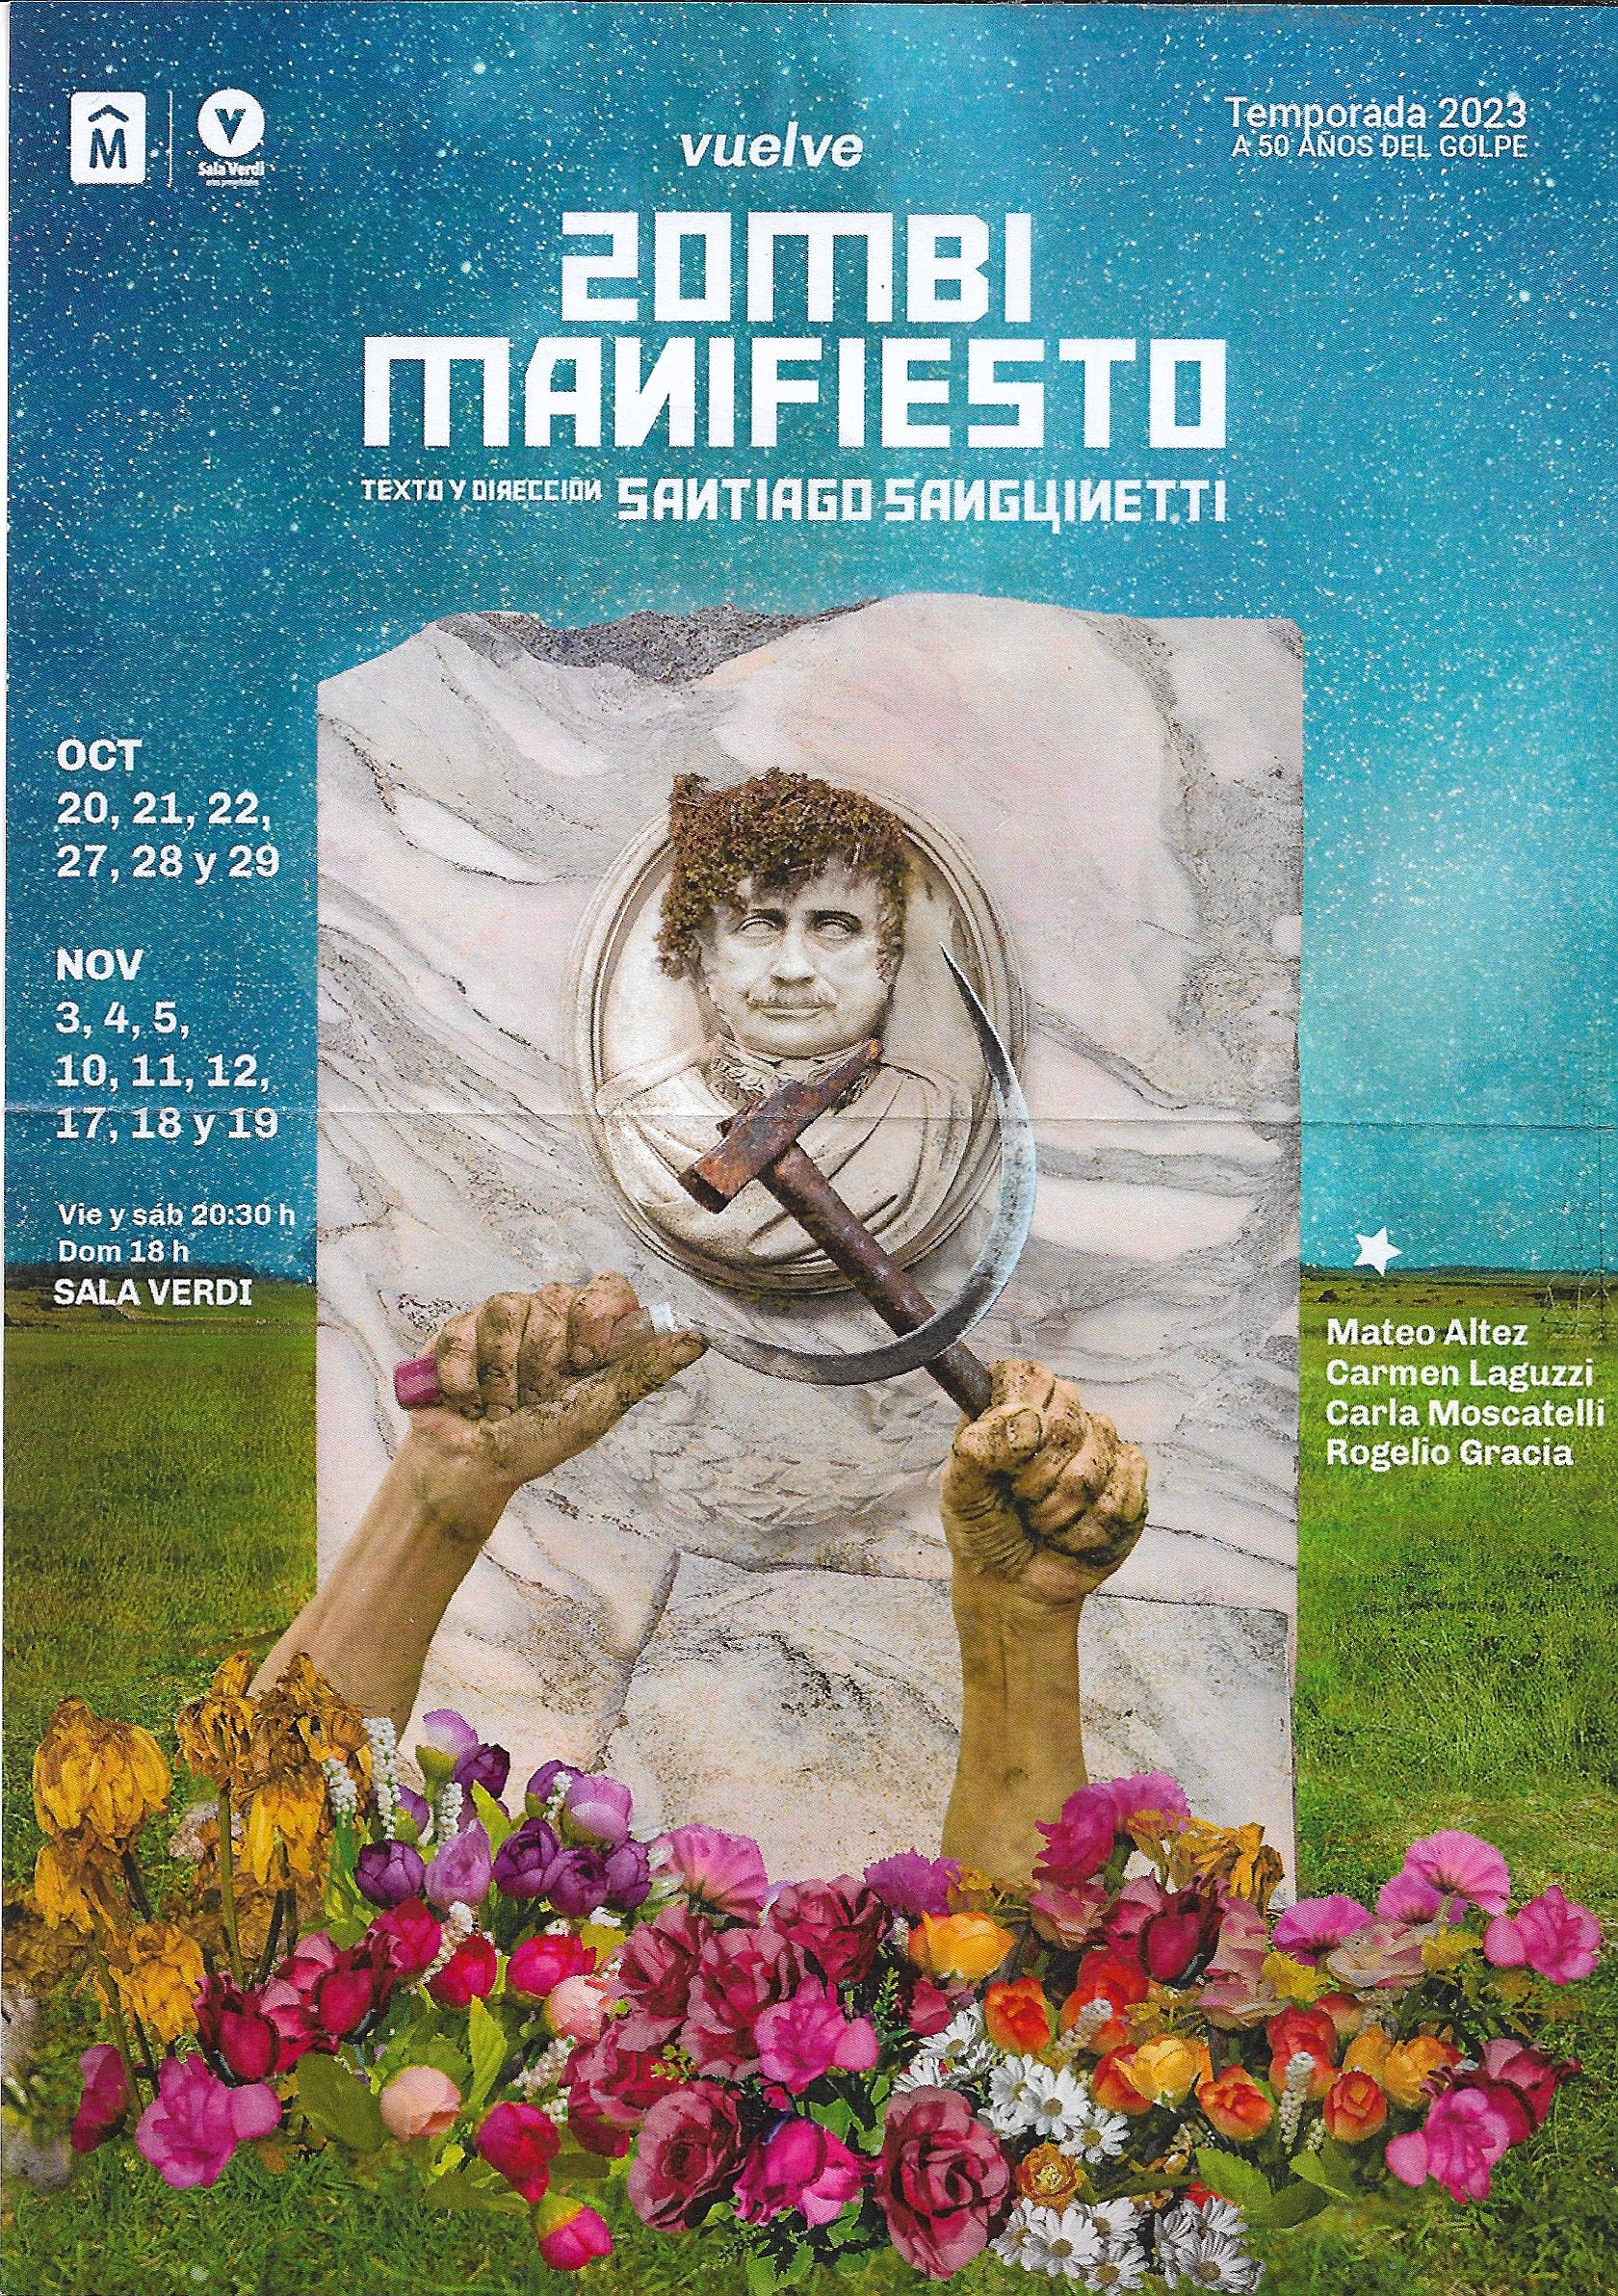 M
V
Sala Verdi
vuelve
Temporada 2023
A 50 AÑOS DEL GOLPE
ZOMBI
MANIFIESTO
TEXTO Y DIRECCIÓN SANTIAGO SANGUINETTI
OCT
20, 21, 22,
27, 28 y 29
NOV
3, 4, 5,
10, 11, 12,
17, 18 y 19
Vie y sáb 20:30 h
Dom 18 h
SALA VERDI
Mateo Altez
Carmen Laguzzi
Carla Moscatelli
Rogelio Gracia